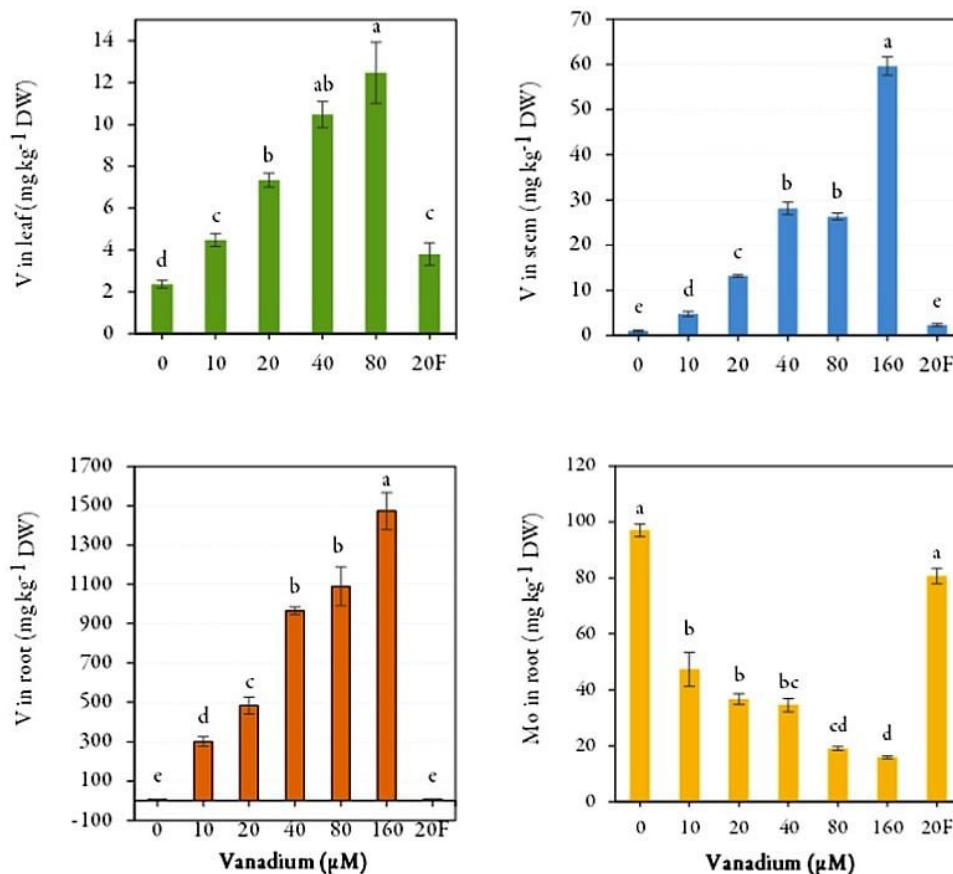 V in leaf (mg kg-1 DW)
14
12
10
8
6
4
2
0
d
c
b
ab
a
c
0 10 20 40 80 20F
V in stem (mg kg-1 DW)
70
60
50
40
30
20
10
0
e
d
c
b
b
a
e
0 10 20 40 80 160 20F
V in root (mg kg-1 DW)
1700
1500
1300
1100
900
700
500
300
100
-100
e
d
c
b
b
a
e
0 10 20 40 80 160 20F
Vanadium (µM)
Mo in root (mg kg-1 DW)
120
100
80
60
40
20
0
a
b
b
bc
cd
d
a
0 10 20 40 80 160 20F
Vanadium (µM)